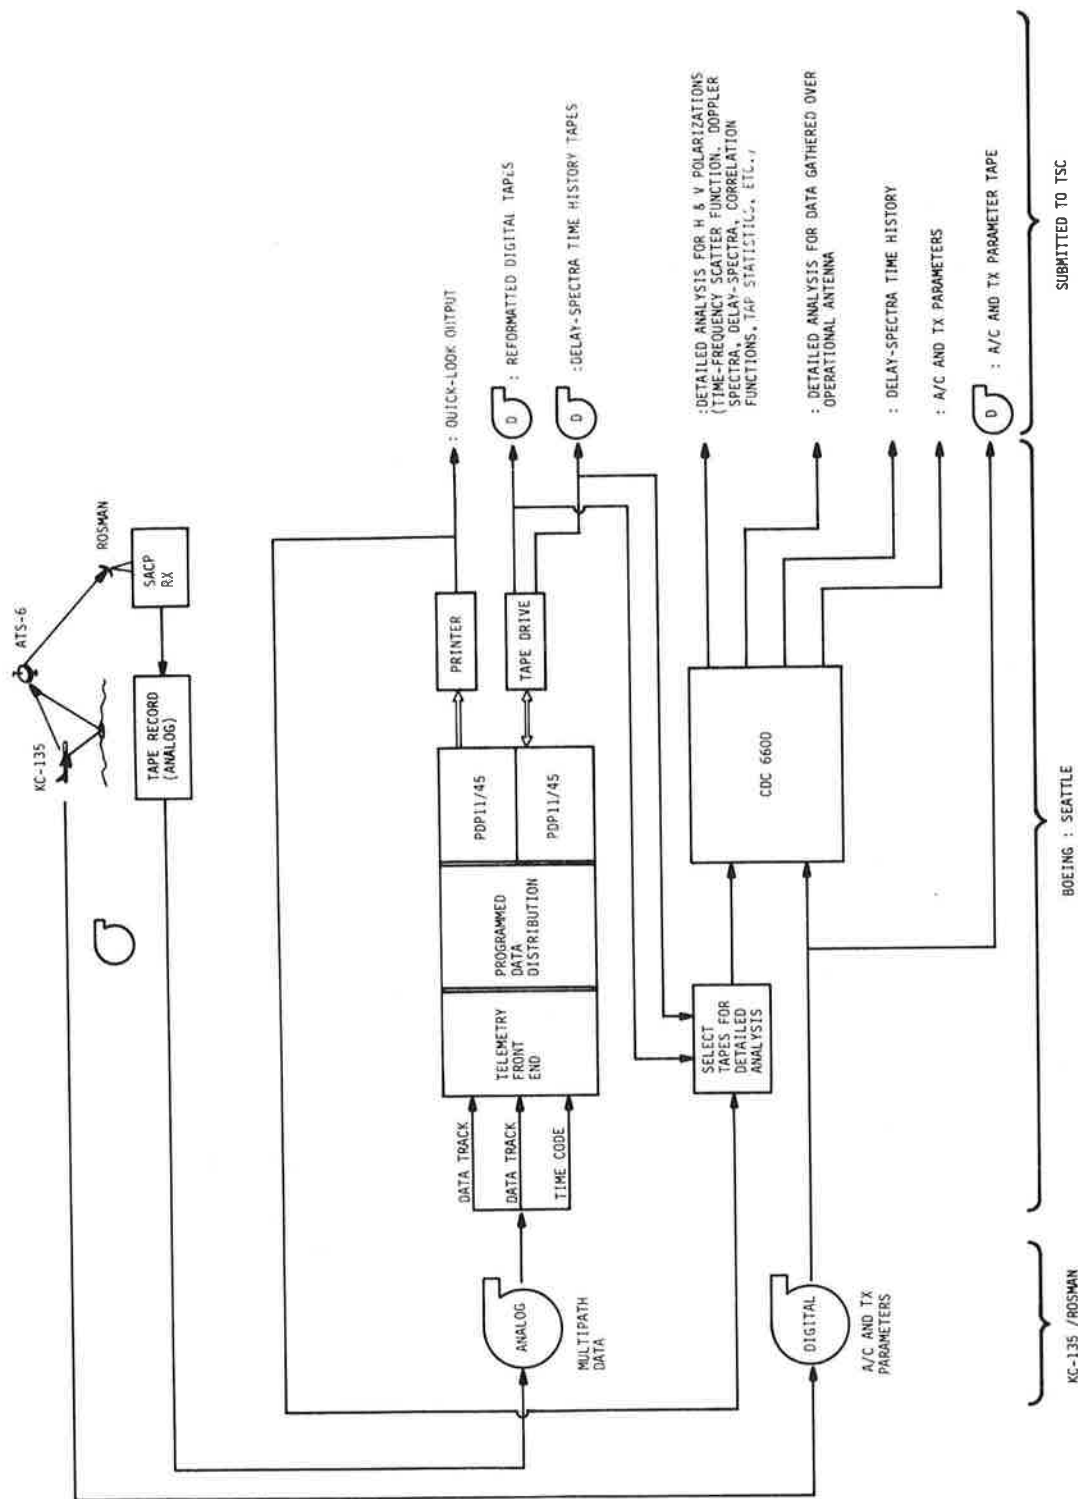 KC-135
ATS-6
ROSMAN
TAPE RECORD
(ANALOG)
SACP
RX
ANALOG
MULTIPATH
DATA
DATA TRACK
DATA TRACK
TIME CODE
TELEMETRY
FRONT
END
PROGRAMMED
DATA
DISTRIBUTION
PDP11/45
PDP11/45
PRINTER
TAPE DRIVE
: QUICK-LOOK OUTPUT
D : REFORMATTED DIGITAL TAPES
D :DELAY-SPECTRA TIME HISTORY TAPES
SELECT
TAPES FOR
DETAILED
ANALYSIS
CDC 6600
:DETAILED ANALYSIS FOR H & V POLARIZATIONS
(TIME-FREQUENCY SCATTER FUNCTION, DOPPLER
SPECTRA, DELAY-SPECTRA, CORRELATION
FUNCTIONS, TAP STATISTICS, ETC.,
: DETAILED ANALYSIS FOR DATA GATHERED OVER
OPERATIONAL ANTENNA
: DELAY-SPECTRA TIME HISTORY
: A/C AND TX PARAMETERS
D : A/C AND TX PARAMETER TAPE
DIGITAL
A/C AND TX
PARAMETERS
KC-135 /ROSMAN
BOEING : SEATTLE
SUBMITTED TO TSC